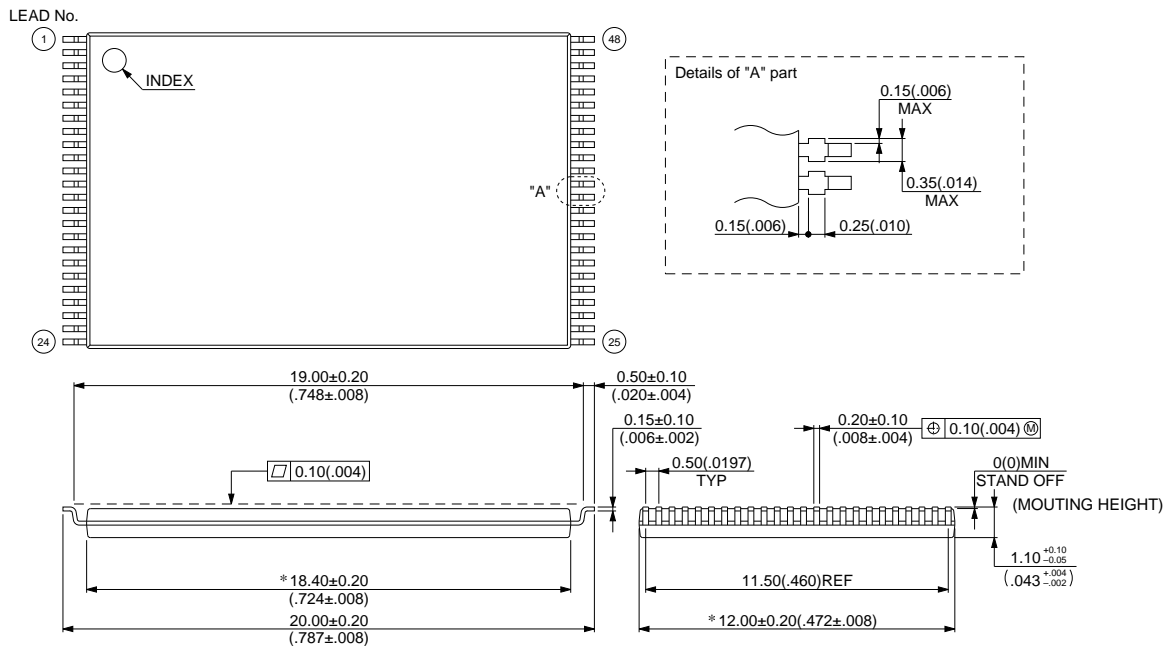 LEAD No.
1
48
INDEX
"A"
24
25
Details of "A" part
0.15(.006)
MAX
0.35(.014)
MAX
0.15(.006)
0.25(.010)
19.00±0.20
(.748±.008)
0.50±0.10
(.020±.004)
0.15±0.10
(.006±.002)
0.20±0.10
(.008±.004)
⌖ 0.10(.004) Ⓜ
0.50(.0197)
TYP
0(0)MIN
STAND OFF
(MOUTING HEIGHT)
▱ 0.10(.004)
1.10 +0.10 −0.05
(.043 +.004 −.002)
*18.40±0.20
(.724±.008)
11.50(.460)REF
20.00±0.20
(.787±.008)
*12.00±0.20(.472±.008)